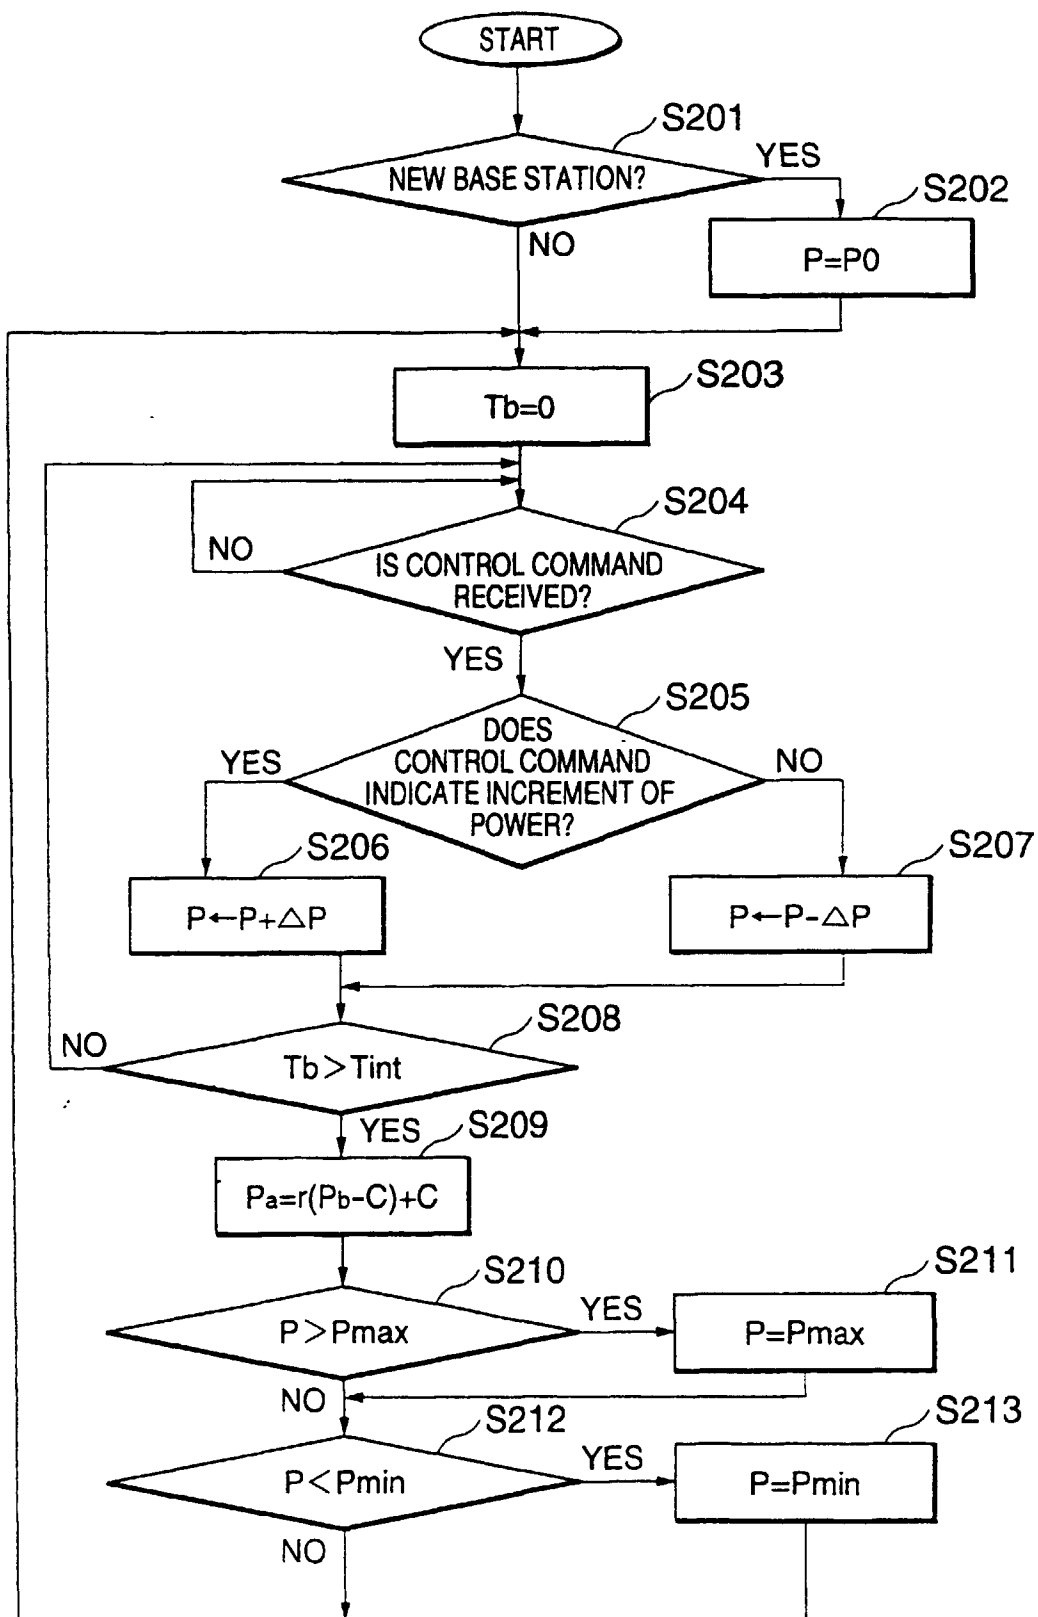 START
S201
NEW BASE STATION?
YES
S202
NO
P=P0
S203
Tb=0
S204
NO
IS CONTROL COMMAND
RECEIVED?
YES
S205
DOES
CONTROL COMMAND
INDICATE INCREMENT OF
POWER?
YES
NO
S206
S207
P←P+△P
P←P-△P
S208
NO
Tb>Tint
YES
S209
Pa=r(Pb-C)+C
S210
S211
P>Pmax
YES
P=Pmax
NO
S212
S213
P<Pmin
YES
P=Pmin
NO